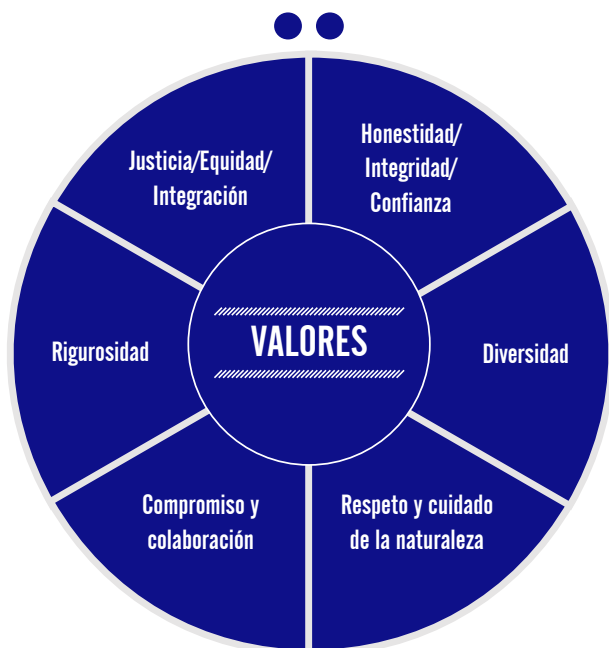 Justicia/Equidad/
Integración
Honestidad/
Integridad/
Confianza
Rigurosidad
VALORES
Diversidad
Compromiso y
colaboración
Respeto y cuidado
de la naturaleza